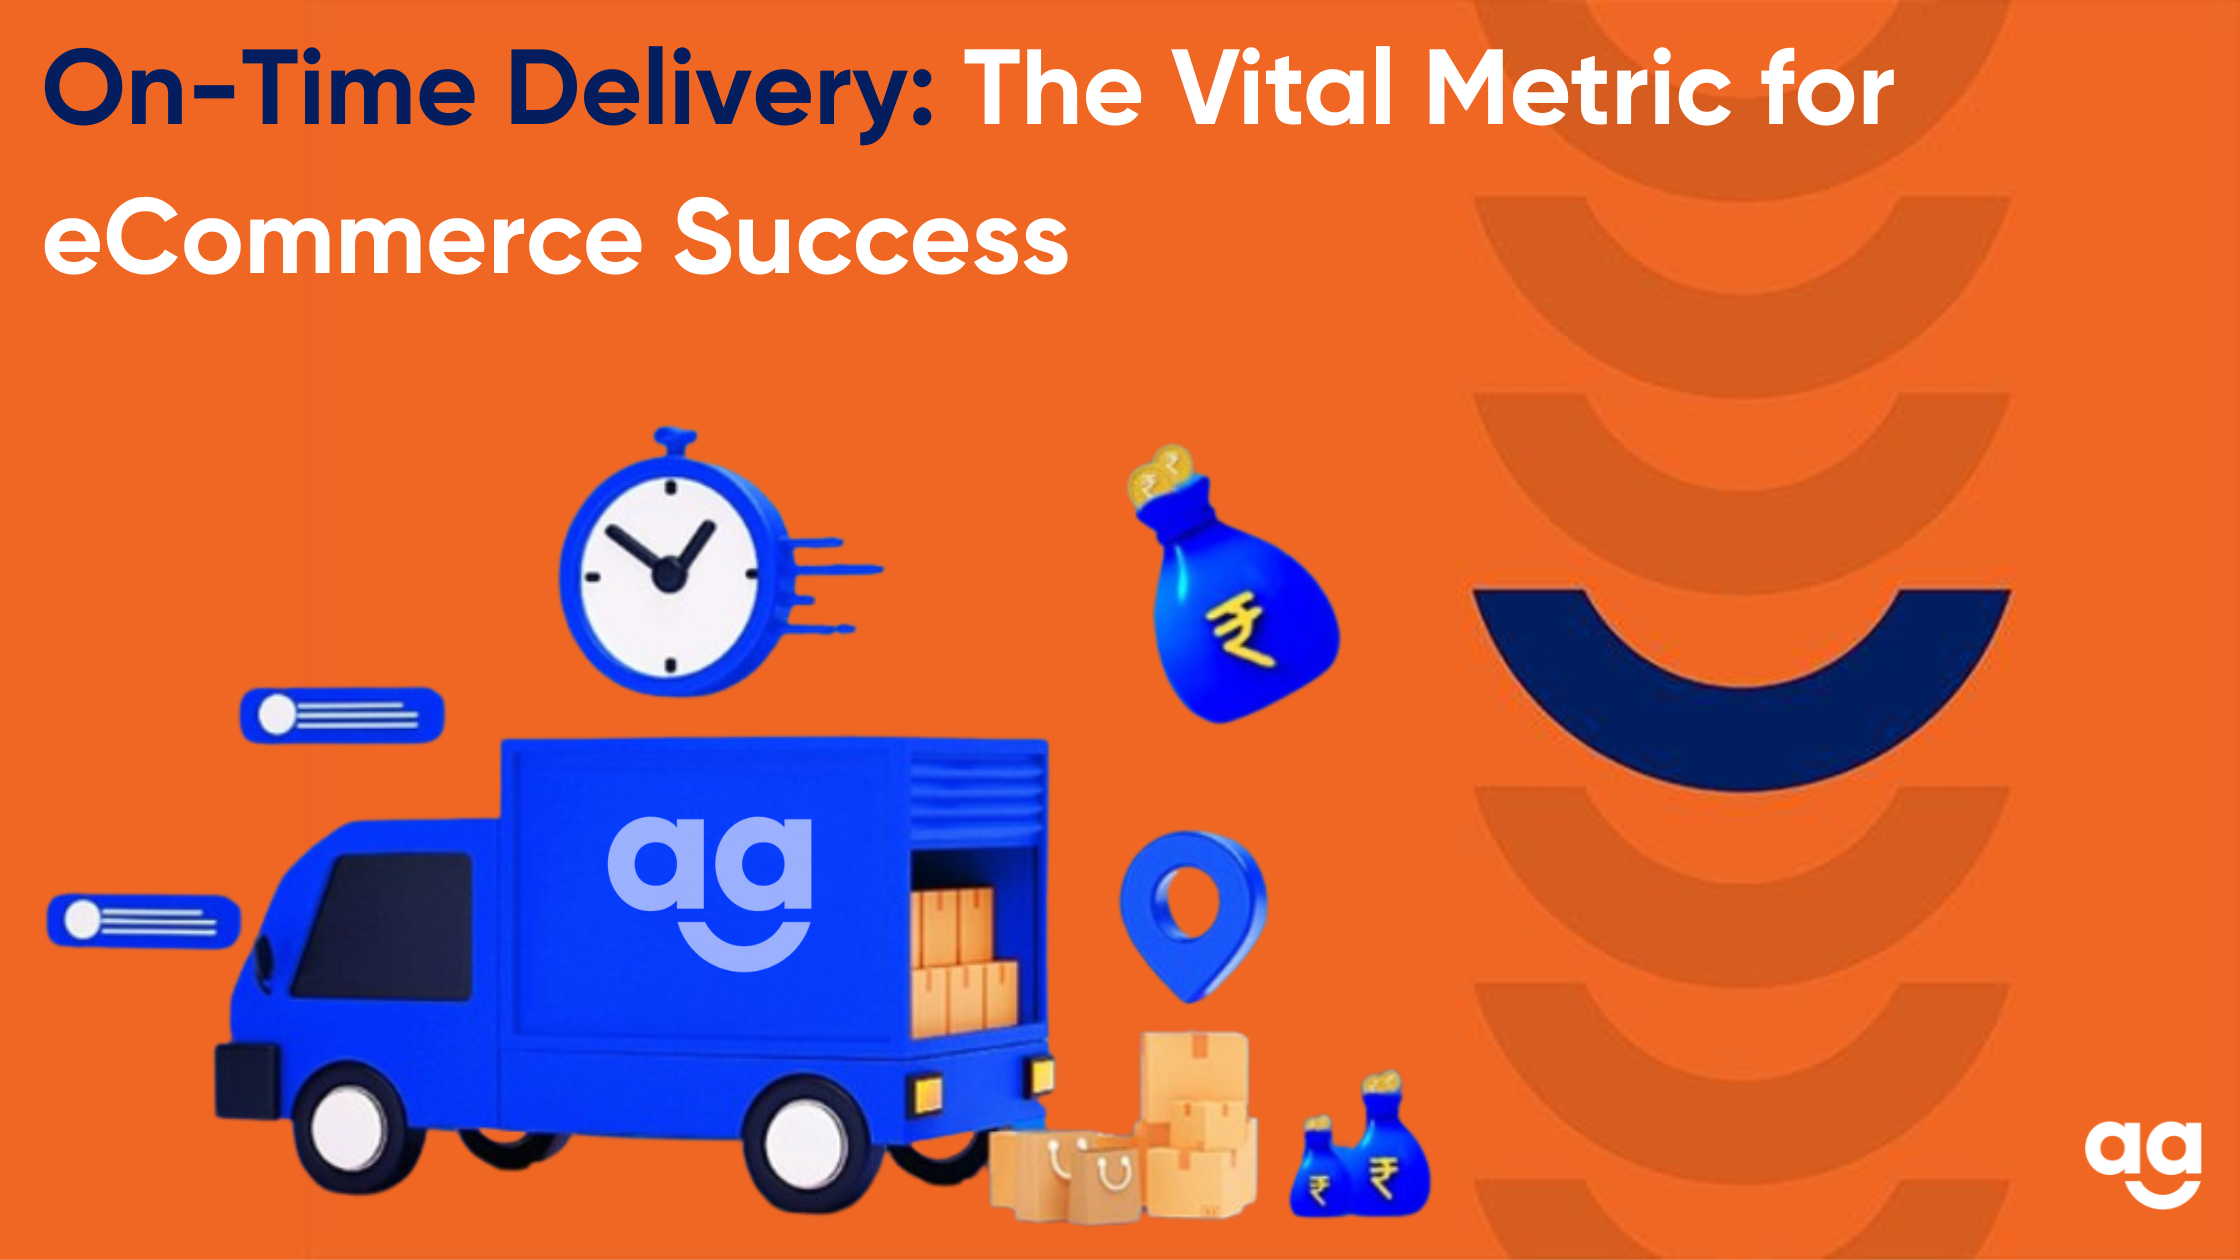 On-Time Delivery: The Vital Metric for
eCommerce Success
₹
₹
₹
ag
₹
₹
ag